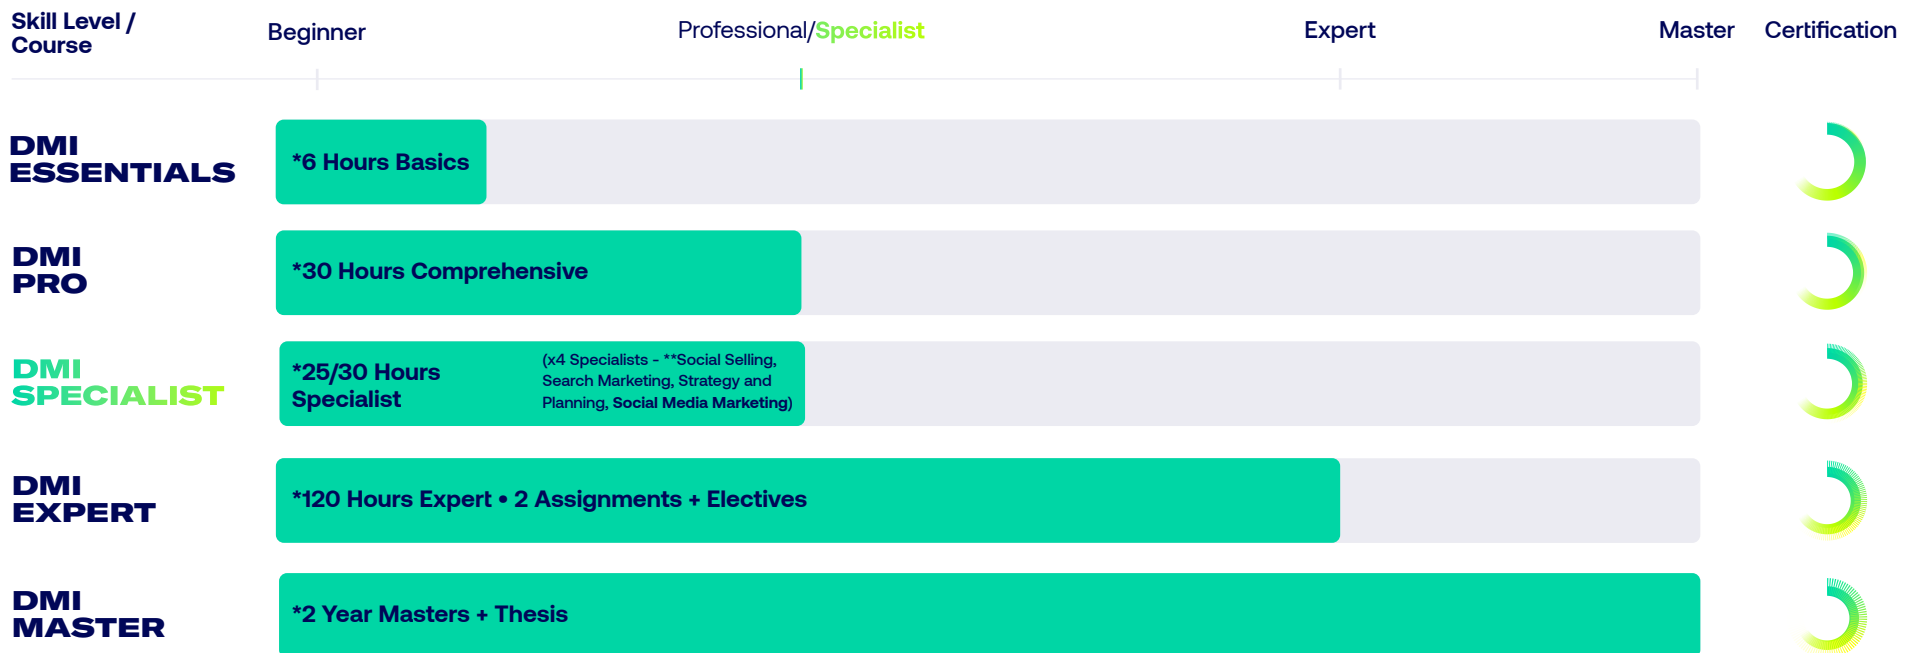 Skill Level /
Course
Beginner
Professional/Specialist
Expert
Master
Certification
DMI
ESSENTIALS
*6 Hours Basics
DMI
PRO
*30 Hours Comprehensive
DMI
SPECIALIST
*25/30 Hours
Specialist
(x4 Specialists - **Social Selling,
Search Marketing, Strategy and
Planning, Social Media Marketing)
DMI
EXPERT
*120 Hours Expert • 2 Assignments + Electives
DMI
MASTER
*2 Year Masters + Thesis